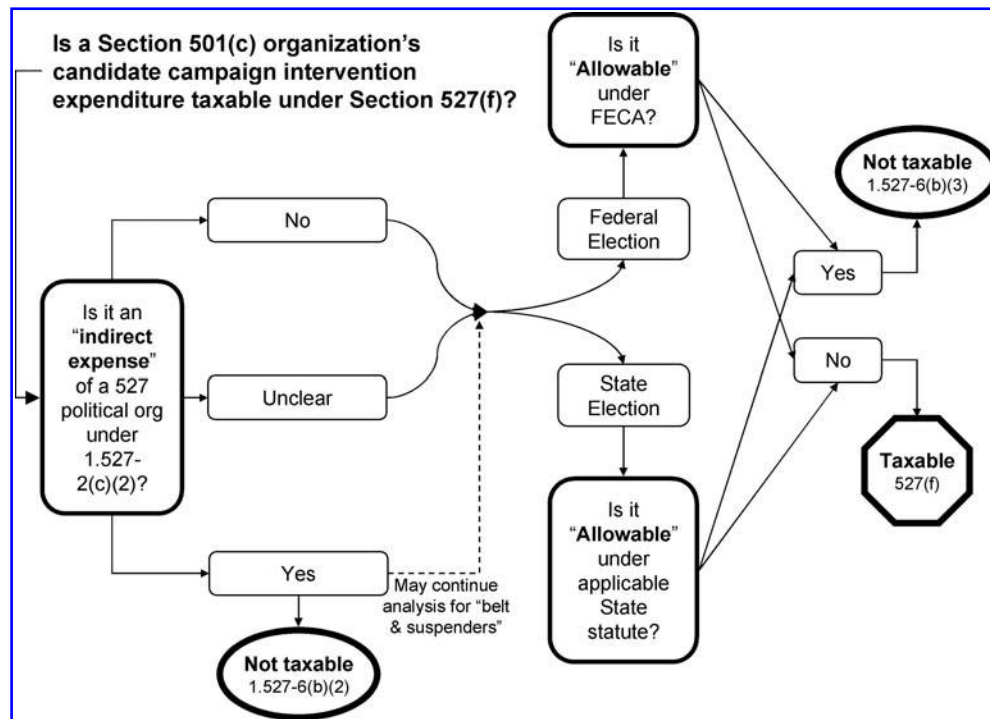 Is a Section 501(c) organization’s
candidate campaign intervention
expenditure taxable under Section 527(f)?
Is it an
“indirect
expense”
of a 527
political org
under
1.527-
2(c)(2)?
No
Unclear
Yes
May continue
analysis for “belt
& suspenders”
Not taxable
1.527-6(b)(2)
Federal
Election
Is it
“Allowable”
under
FECA?
State
Election
Is it
“Allowable”
under
applicable
State
statute?
Yes
Not taxable
1.527-6(b)(3)
No
Taxable
527(f)